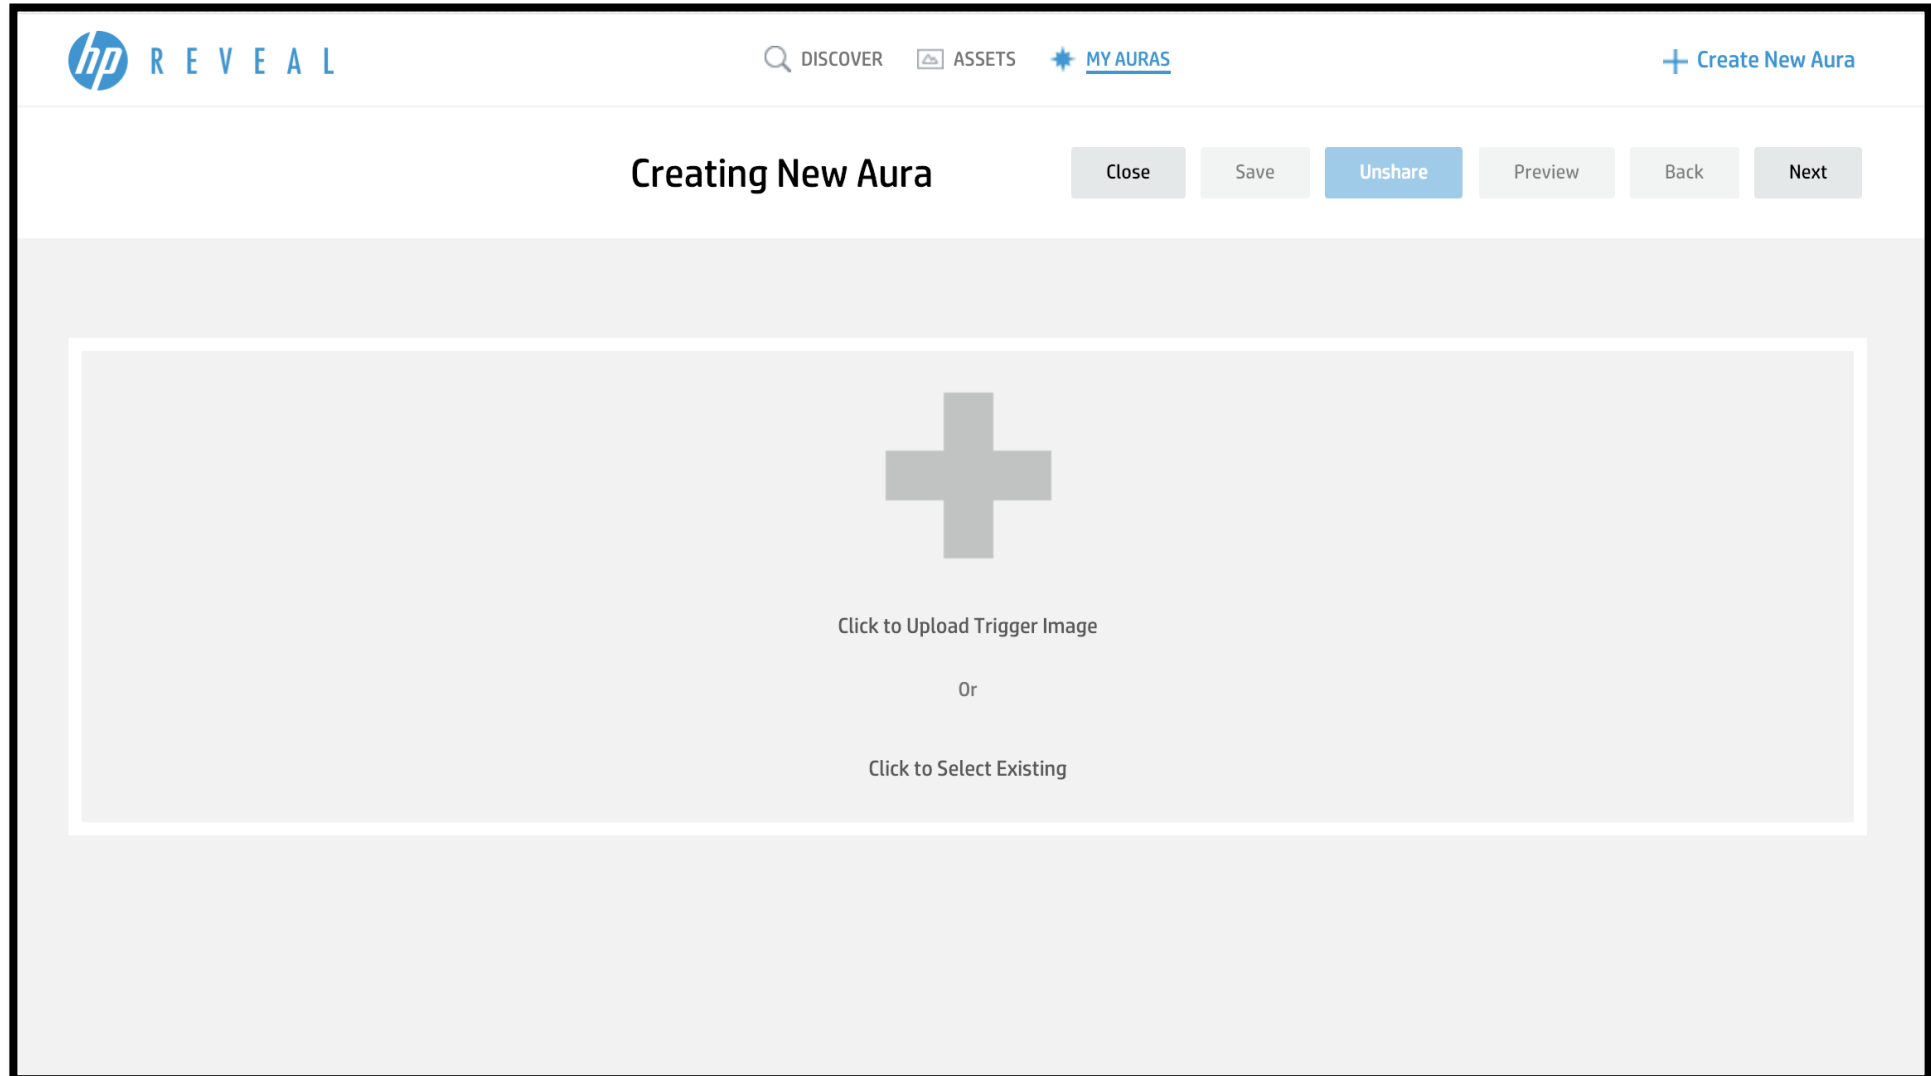 hp REVEAL
DISCOVER ASSETS MY AURAS
Create New Aura
Creating New Aura
Close Save Unshare Preview Back Next
Click to Upload Trigger Image
Or
Click to Select Existing